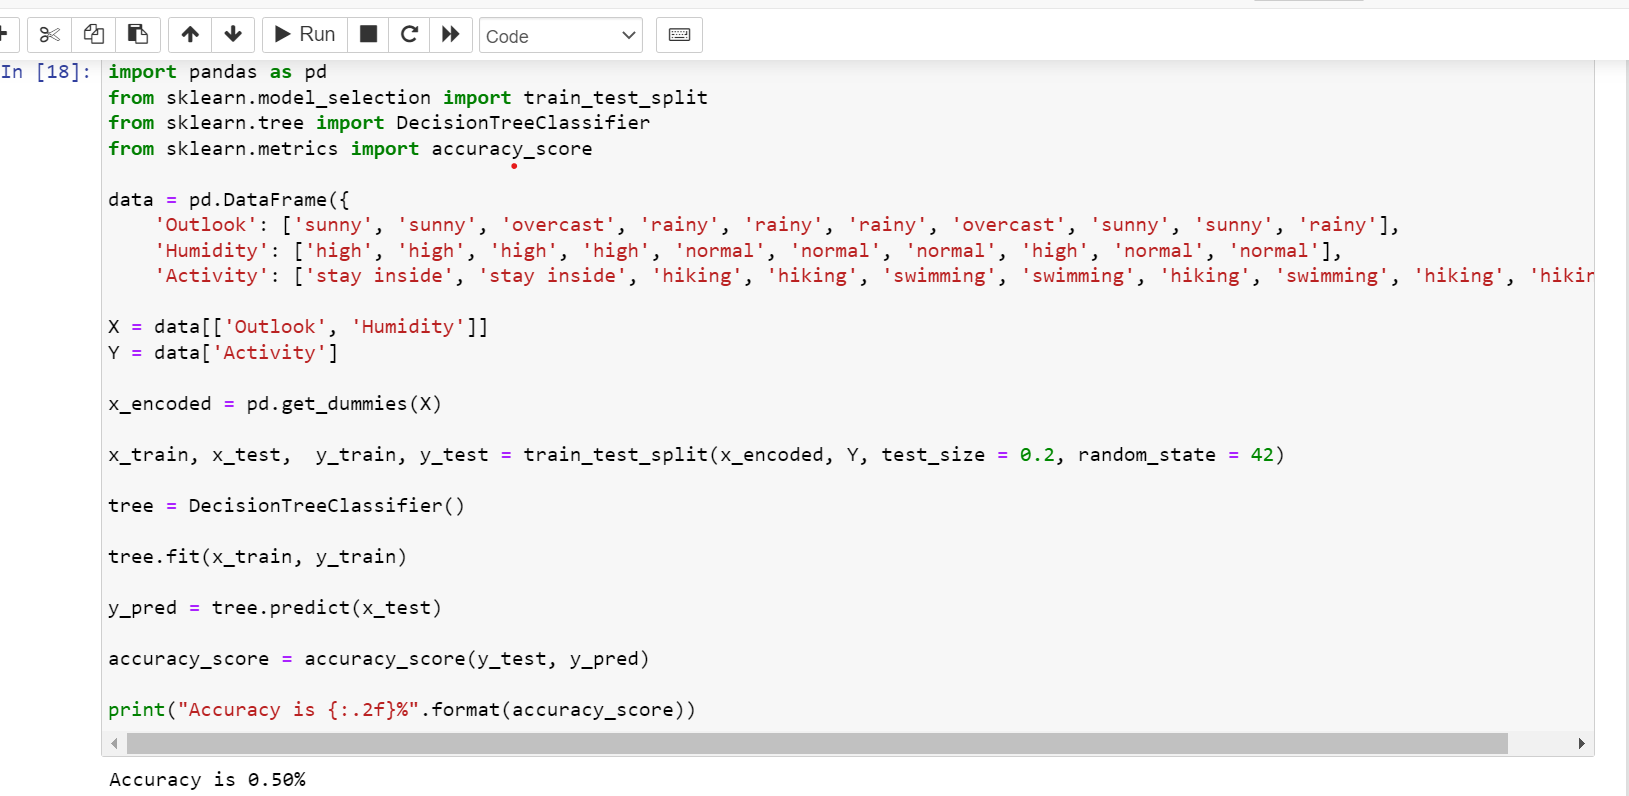 Run
Code
In [18]:
import pandas as pd
from sklearn.model_selection import train_test_split
from sklearn.tree import DecisionTreeClassifier
from sklearn.metrics import accuracy_score
data = pd.DataFrame({
'Outlook': ['sunny', 'sunny', 'overcast', 'rainy', 'rainy', 'rainy', 'overcast', 'sunny', 'sunny', 'rainy'],
'Humidity': ['high', 'high', 'high', 'high', 'normal', 'normal', 'normal', 'high', 'normal', 'normal'],
'Activity': ['stay inside', 'stay inside', 'hiking', 'hiking', 'swimming', 'swimming', 'hiking', 'swimming', 'hiking', 'hikin
X = data[['Outlook', 'Humidity']]
Y = data['Activity']
x_encoded = pd.get_dummies(X)
x_train, x_test,  y_train, y_test = train_test_split(x_encoded, Y, test_size = 0.2, random_state = 42)
tree = DecisionTreeClassifier()
tree.fit(x_train, y_train)
y_pred = tree.predict(x_test)
accuracy_score = accuracy_score(y_test, y_pred)
print("Accuracy is {:.2f}%".format(accuracy_score))
Accuracy is 0.50%